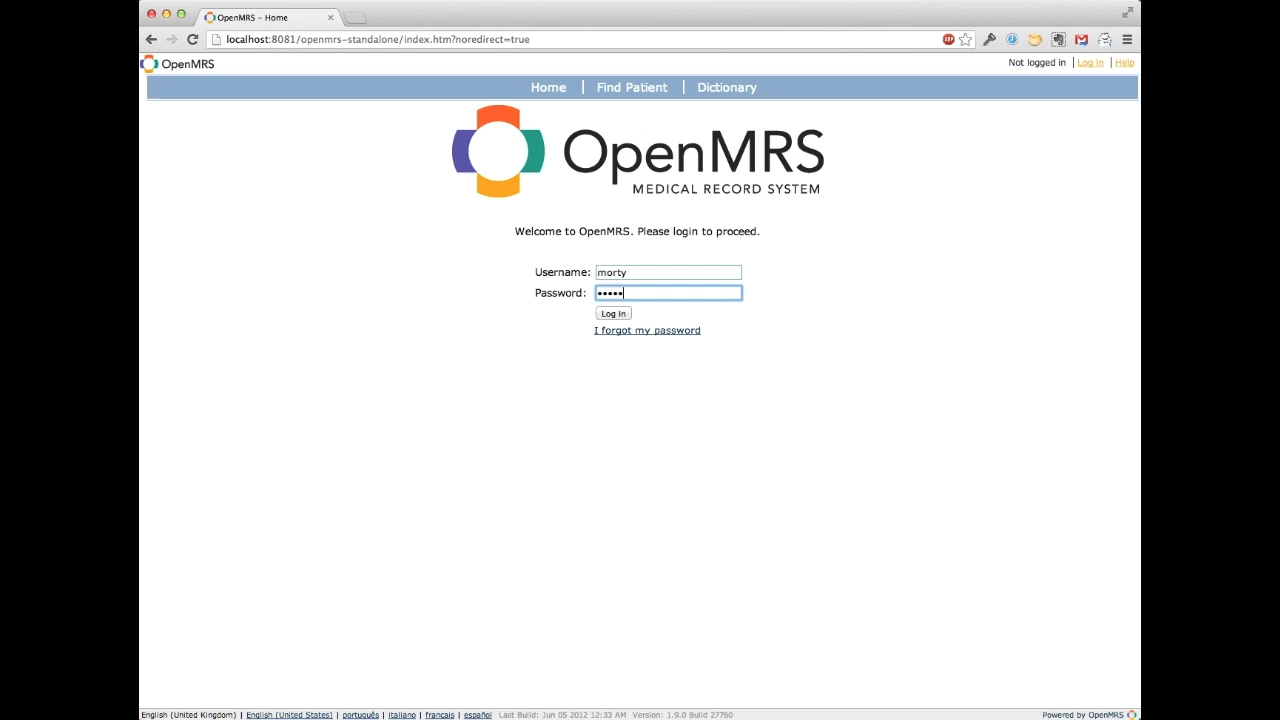 OpenMRS – Home
localhost:8081/openmrs-standalone/index.htm?noredirect=true
OpenMRS
Not logged in | Log in | Help
Home | Find Patient | Dictionary
OpenMRS
MEDICAL RECORD SYSTEM
Welcome to OpenMRS. Please login to proceed.
Username: morty
Password: •••••
Log In
I forgot my password
English (United Kingdom) | English (United States) | português | italiano | français | español Last Build: Jun 05 2012 12:33 AM Version: 1.9.0 Build 27760 Powered by OpenMRS